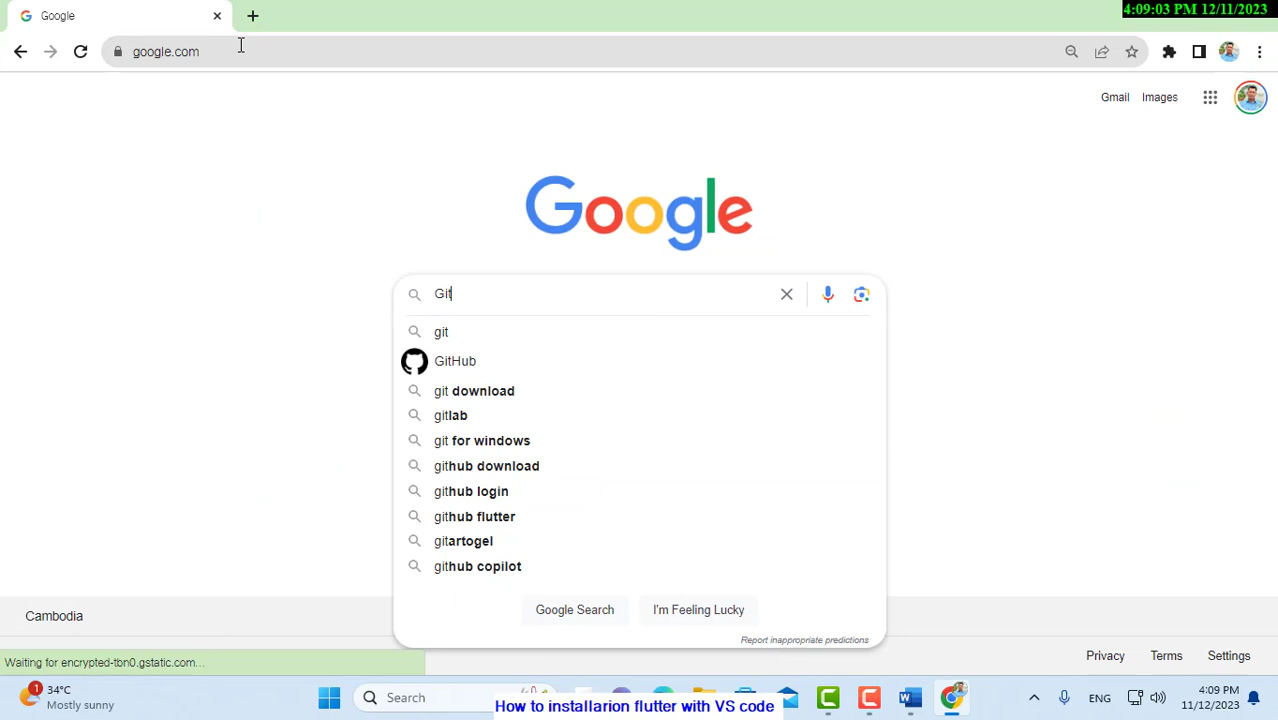 Google
4:09:03 PM 12/11/2023
google.com
Gmail Images
Google
Git
git
GitHub
git download
gitlab
git for windows
github download
github login
github flutter
gitartogel
github copilot
Google Search I'm Feeling Lucky
Report inappropriate predictions
Cambodia
Privacy Terms Settings
Waiting for encrypted-tbn0.gstatic.com...
1
34°C
Mostly sunny
Search
ENG
4:09 PM
11/12/2023
How to installarion flutter with VS code